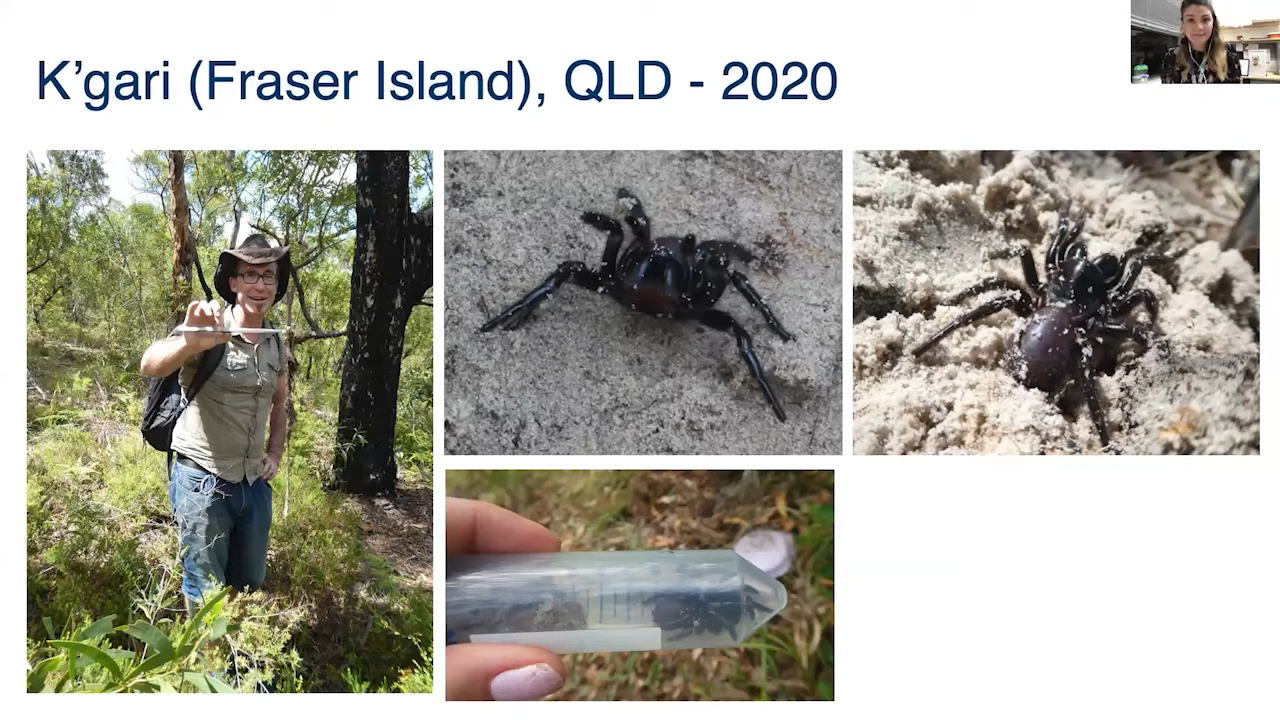 K’gari (Fraser Island), QLD - 2020